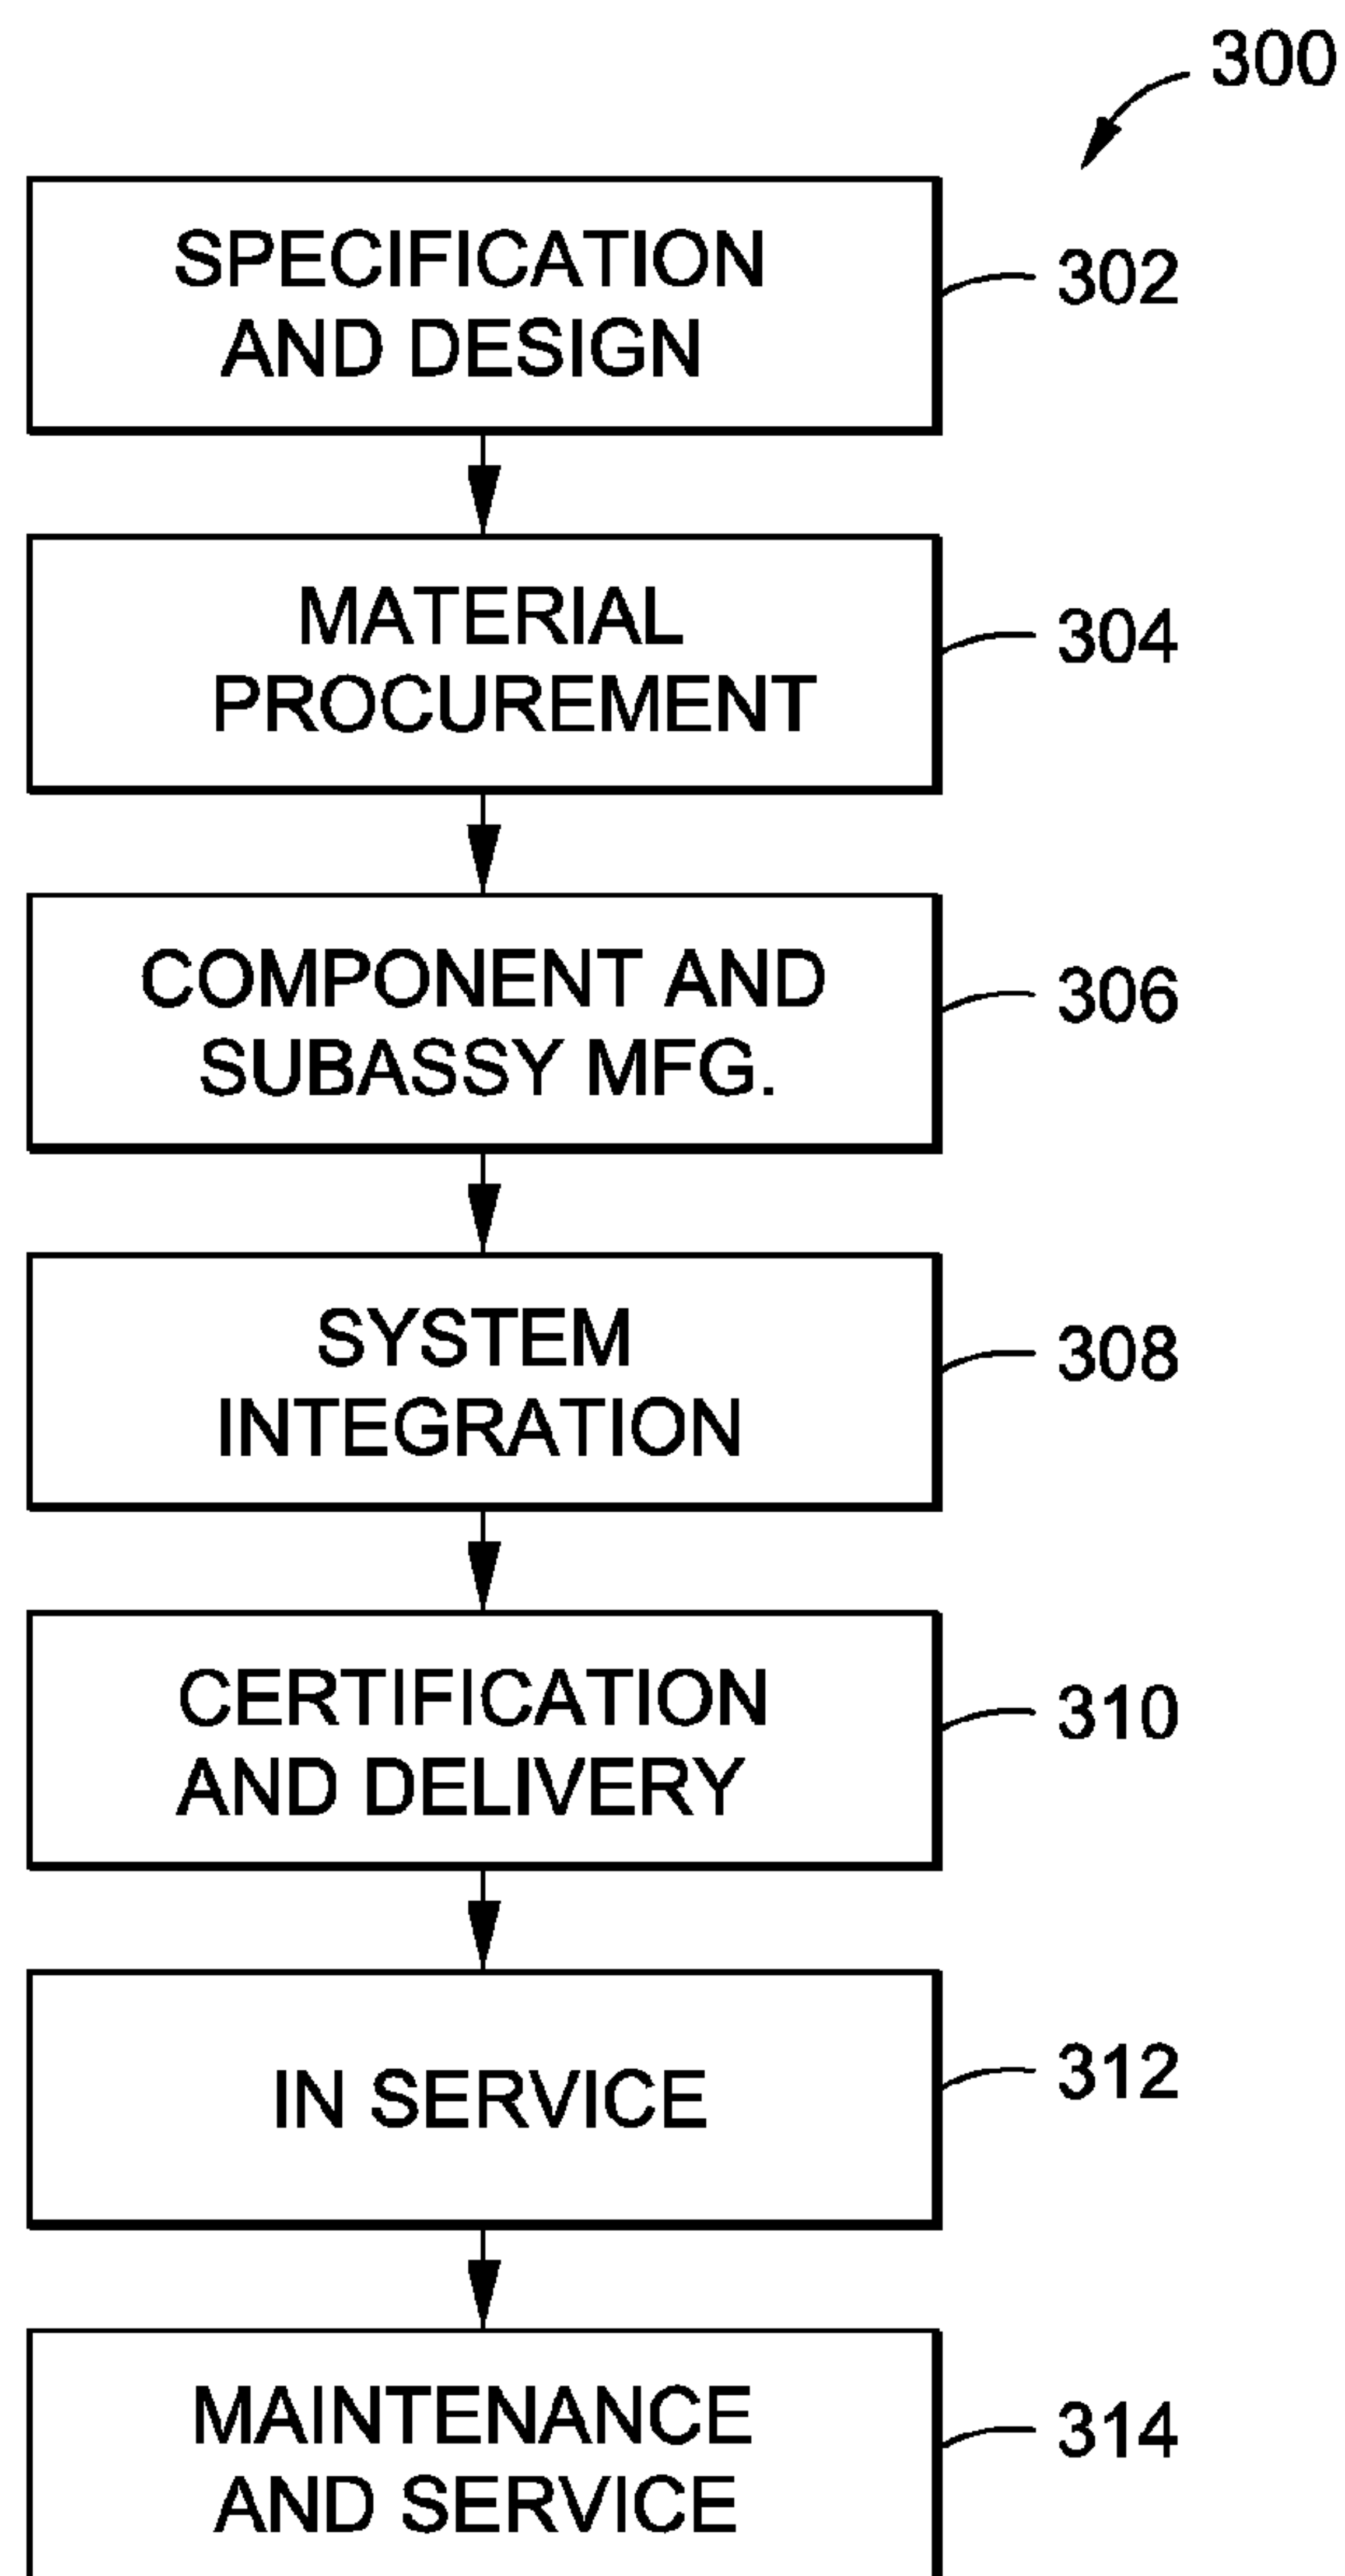 300
SPECIFICATION
AND DESIGN
302
MATERIAL
PROCUREMENT
304
COMPONENT AND
SUBASSY MFG.
306
SYSTEM
INTEGRATION
308
CERTIFICATION
AND DELIVERY
310
IN SERVICE
312
MAINTENANCE
AND SERVICE
314